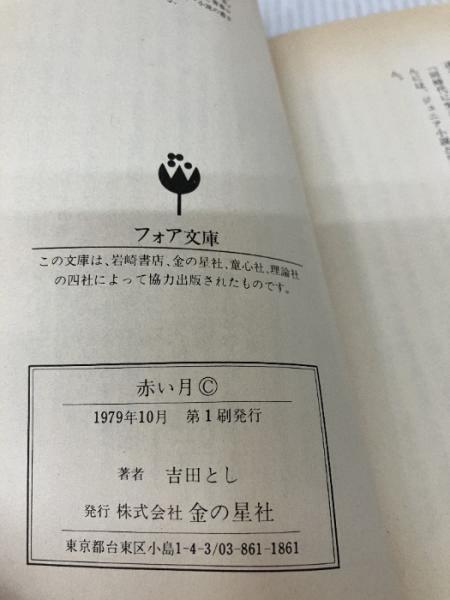 フォア文庫
この文庫は、岩崎書店、金の星社、童心社、理論社
の四社によって協力出版されたものです。
赤い月 Ⓒ
1979年10月 第1刷発行
著者 吉田とし
発行 株式会社 金の星社
東京都台東区小島1-4-3/03-861-1861